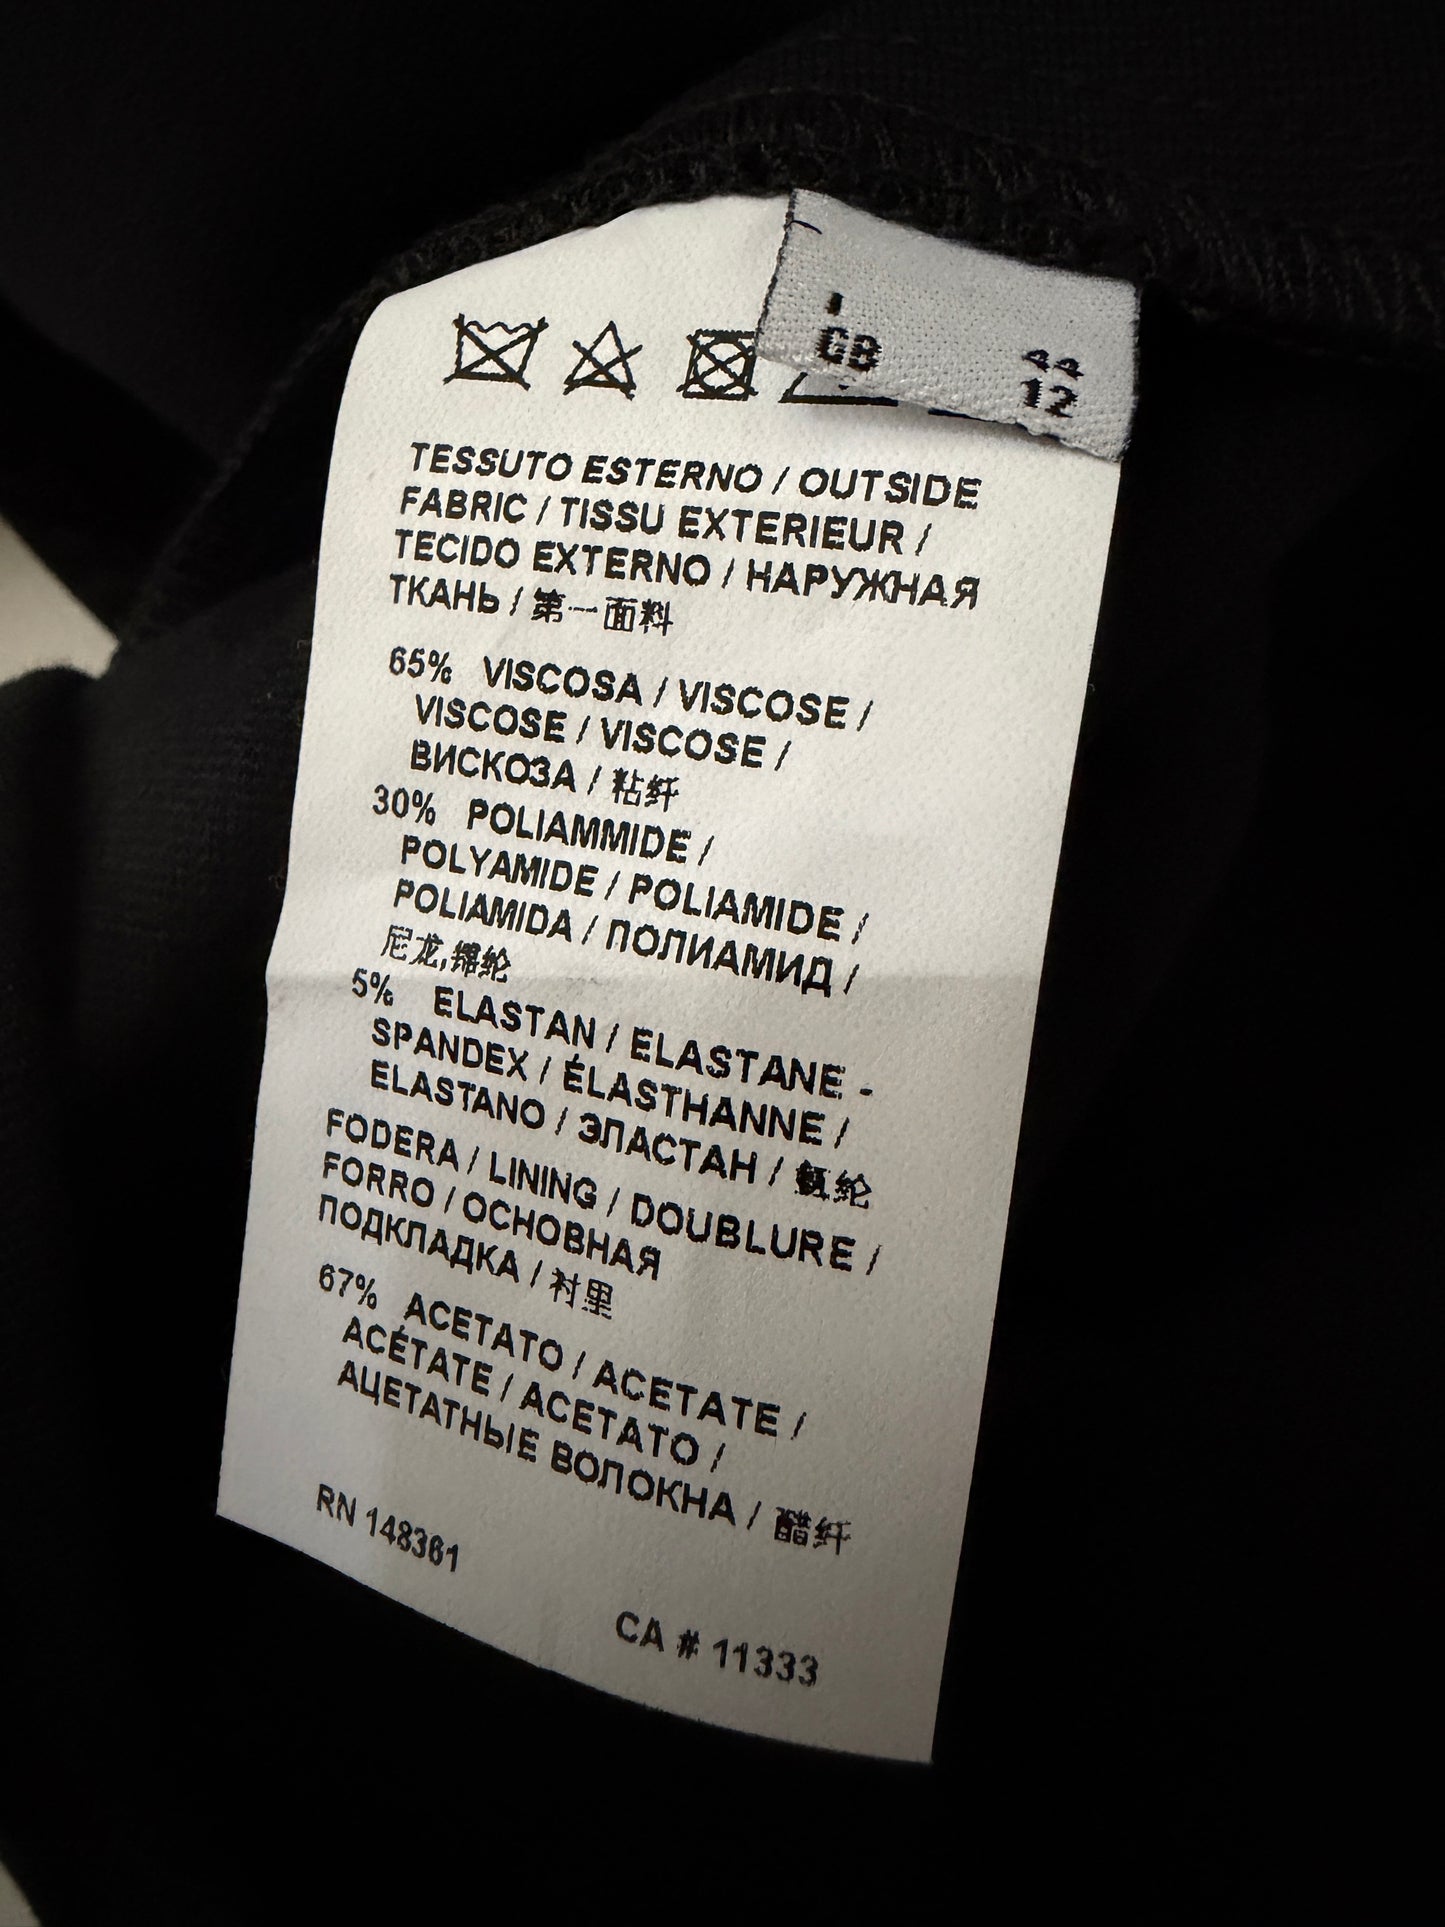 I 44
GB 12
TESSUTO ESTERNO / OUTSIDE
FABRIC / TISSU EXTERIEUR /
TECIDO EXTERNO / НАРУЖНАЯ
ТКАНЬ / 第一面料
65% VISCOSA / VISCOSE /
VISCOSE / VISCOSE /
ВИСКОЗА / 粘纤
30% POLIAMMIDE /
POLYAMIDE / POLIAMIDE /
POLIAMIDA / ПОЛИАМИД /
尼龙,锦纶
5% ELASTAN / ELASTANE -
SPANDEX / ÉLASTHANNE /
ELASTANO / ЭЛАСТАН / 氨纶
FODERA / LINING / DOUBLURE /
FORRO / ОСНОВНАЯ
ПОДКЛАДКА / 衬里
67% ACETATO / ACETATE /
ACÉTATE / ACETATO /
АЦЕТАТНЫЕ ВОЛОКНА / 醋纤
RN 148361
CA # 11333